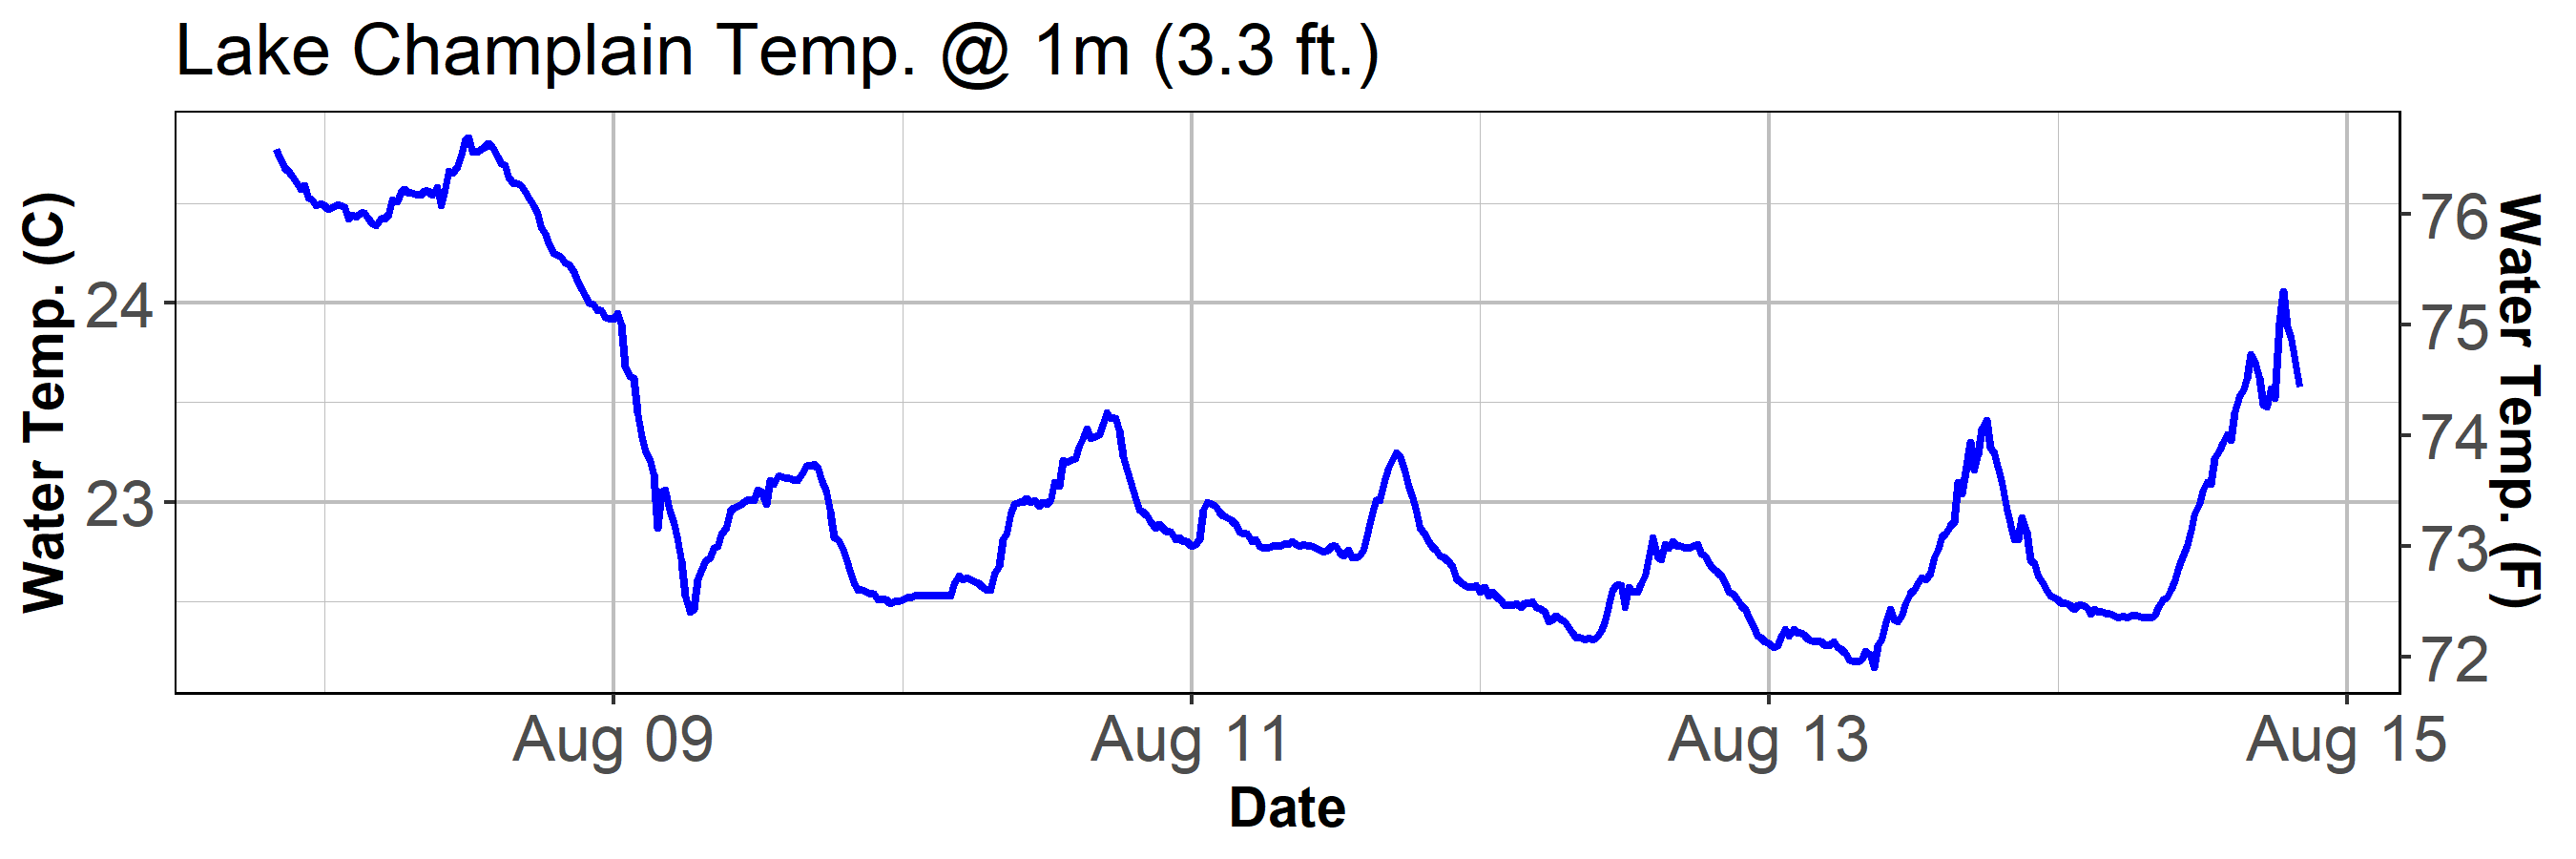 Lake Champlain Temp. @ 1m (3.3 ft.)
Water Temp. (C)
24
23
76
75
74
73
72
Water Temp. (F)
Aug 09
Aug 11
Aug 13
Aug 15
Date